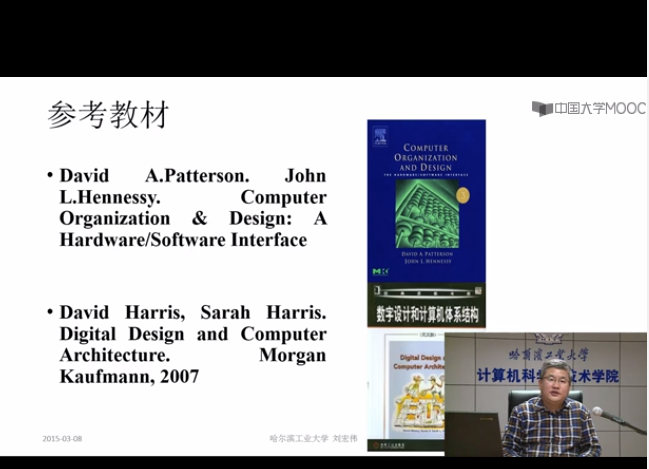 参考教材
中国大学MOOC
• David A.Patterson. John
L.Hennessy. Computer
Organization & Design: A
Hardware/Software Interface
• David Harris, Sarah Harris.
Digital Design and Computer
Architecture. Morgan
Kaufmann, 2007
COMPUTER
ORGANIZATION
AND DESIGN
THE HARDWARE/SOFTWARE INTERFACE
DAVID A PATTERSON
JOHN L HENNESSY
数字设计和计算机体系结构
Digital Design
Computer Archite
哈尔滨工业大学
计算机科学 技术学院
2015-03-08
哈尔滨工业大学 刘宏伟